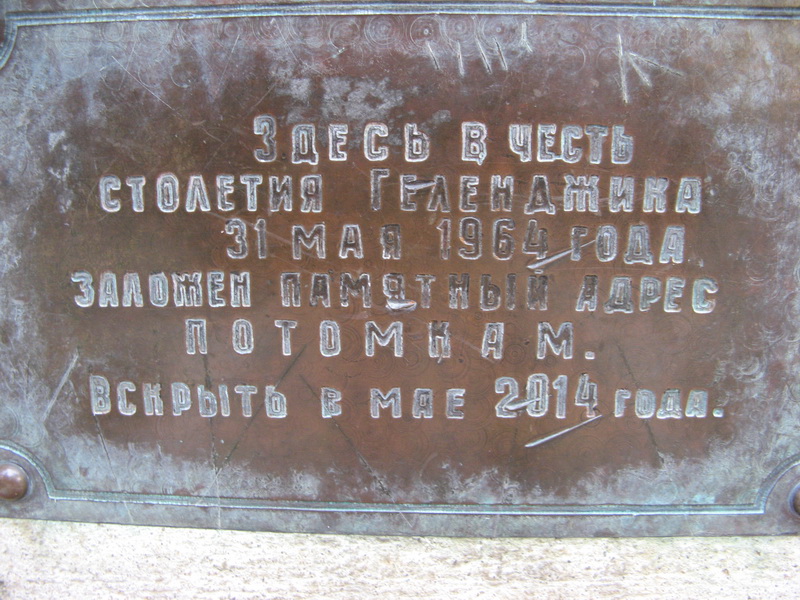 Здесь в честь
столетия Геленджика
31 мая 1964 года
заложен памятный адрес
потомкам.
Вскрыть в мае 2014 года.